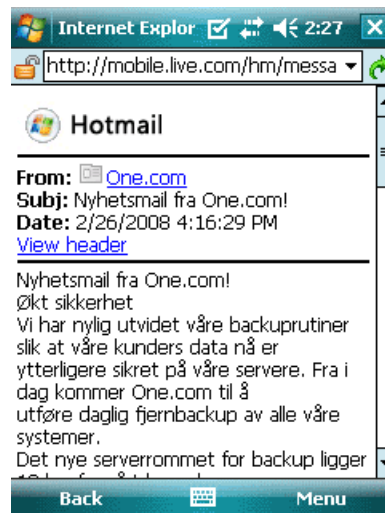 Internet Explor 2:27
http://mobile.live.com/hm/messa
Hotmail
From: One.com
Subj: Nyhetsmail fra One.com!
Date: 2/26/2008 4:16:29 PM
View header
Nyhetsmail fra One.com!
Økt sikkerhet
Vi har nylig utvidet våre backuprutiner
slik at våre kunders data nå er
ytterligere sikret på våre servere. Fra i
dag kommer One.com til å
utføre daglig fjernbackup av alle våre
systemer.
Det nye serverrommet for backup ligger
Back Menu